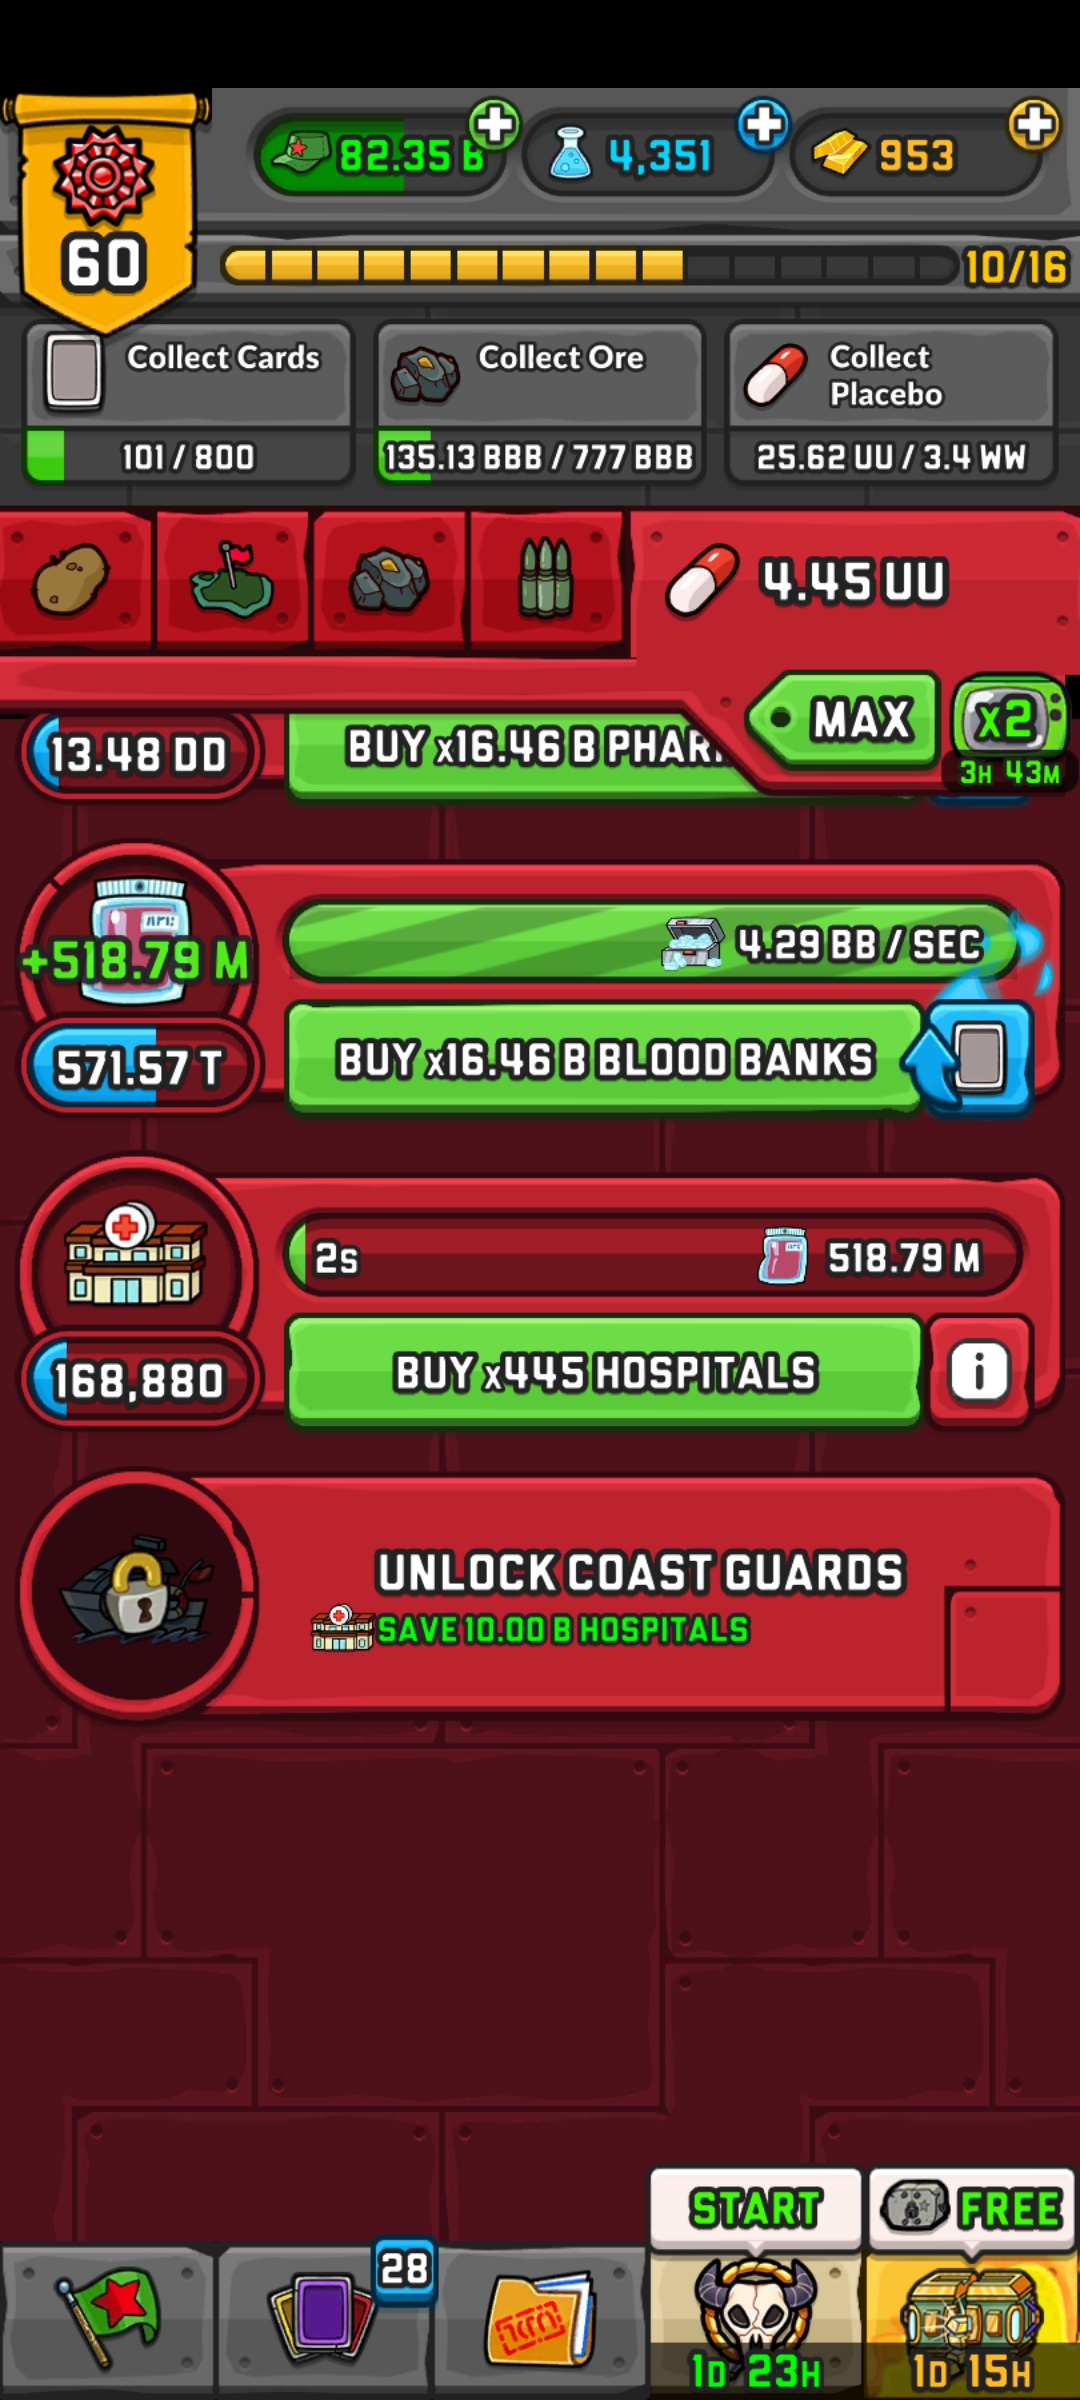 82.35 B
4,351
953
60
10/16
Collect Cards
101 / 800
Collect Ore
135.13 BBB / 777 BBB
Collect
Placebo
25.62 UU / 3.4 WW
4.45 UU
MAX
x2
3H 43M
13.48 DD
BUY x16.46 B
+518.79 M
4.29 BB / SEC
571.57 T
BUY x16.46 B BLOOD BANKS
2s
518.79 M
168,880
BUY x445 HOSPITALS
i
UNLOCK COAST GUARDS
SAVE 10.00 B HOSPITALS
START
FREE
28
1D 23H
1D 15H